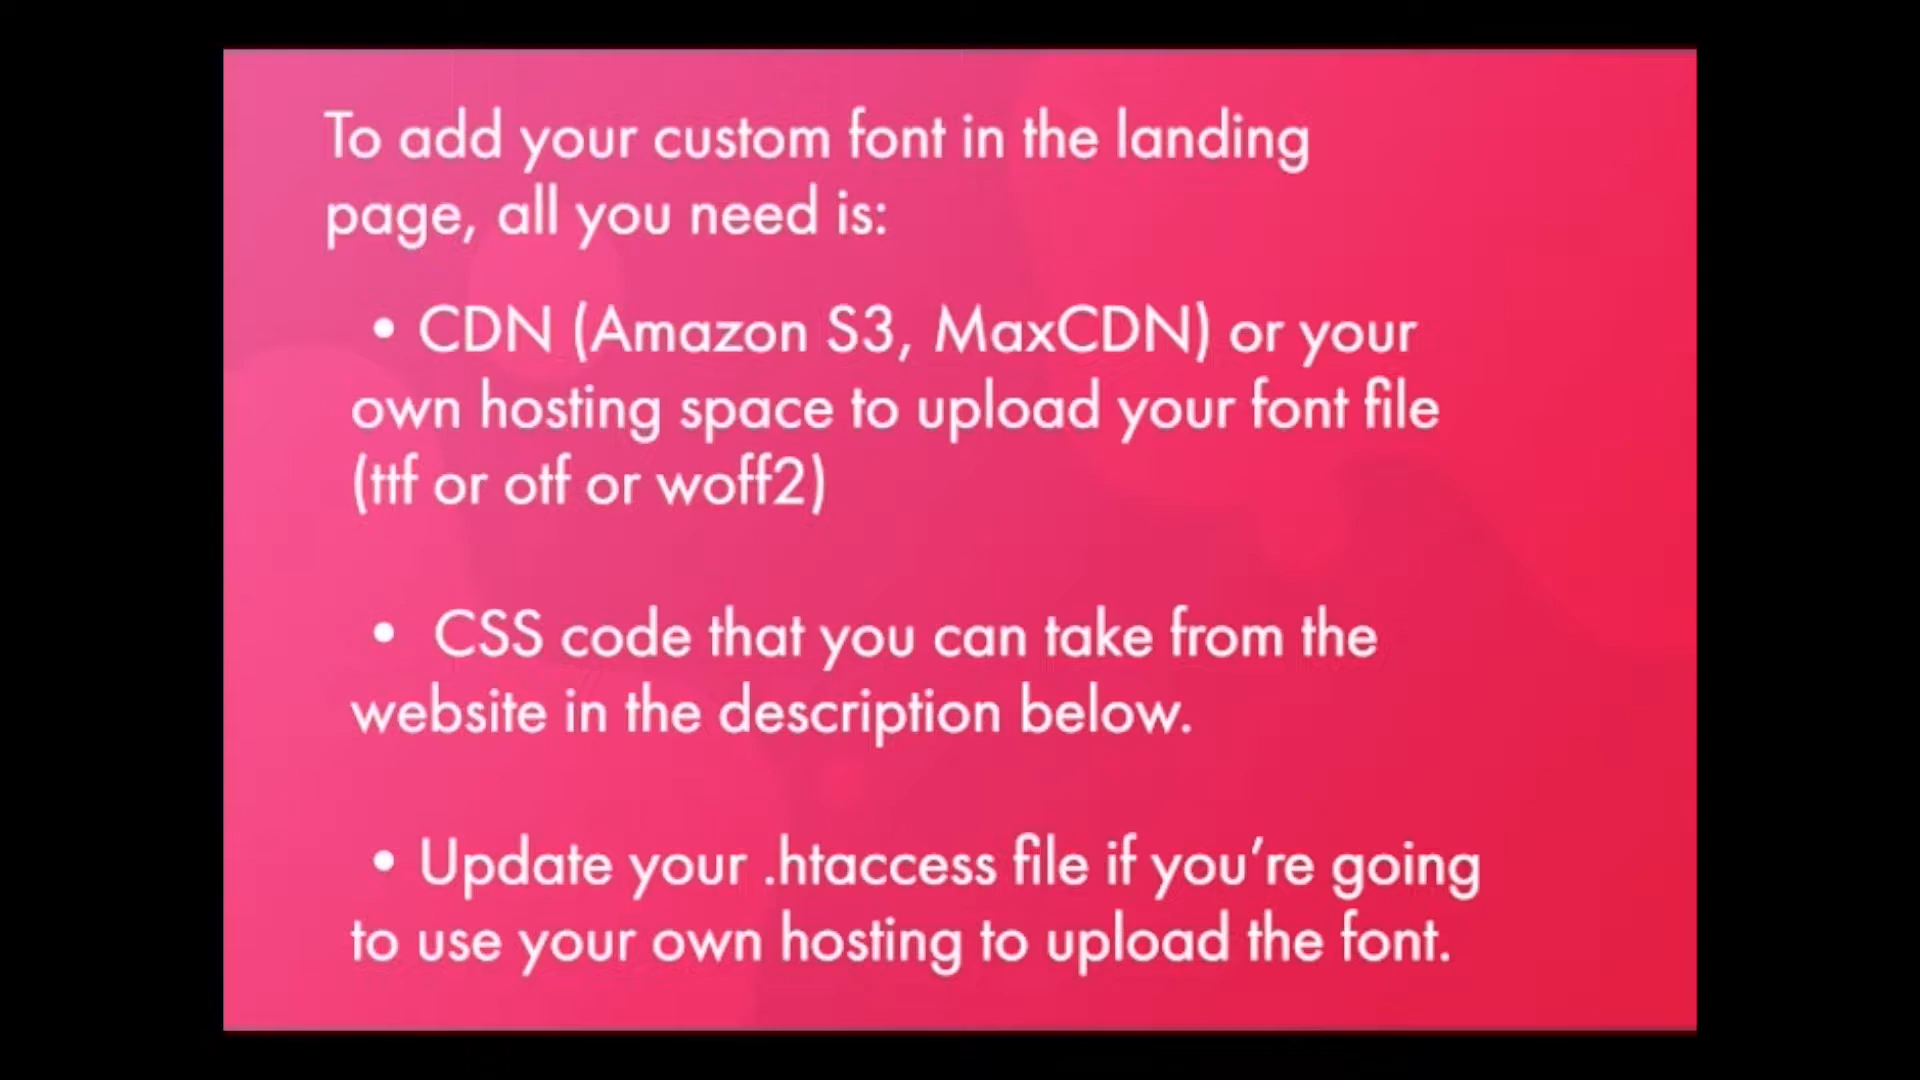 To add your custom font in the landing
page, all you need is:
• CDN (Amazon S3, MaxCDN) or your
own hosting space to upload your font file
(ttf or otf or woff2)
• CSS code that you can take from the
website in the description below.
• Update your .htaccess file if you’re going
to use your own hosting to upload the font.